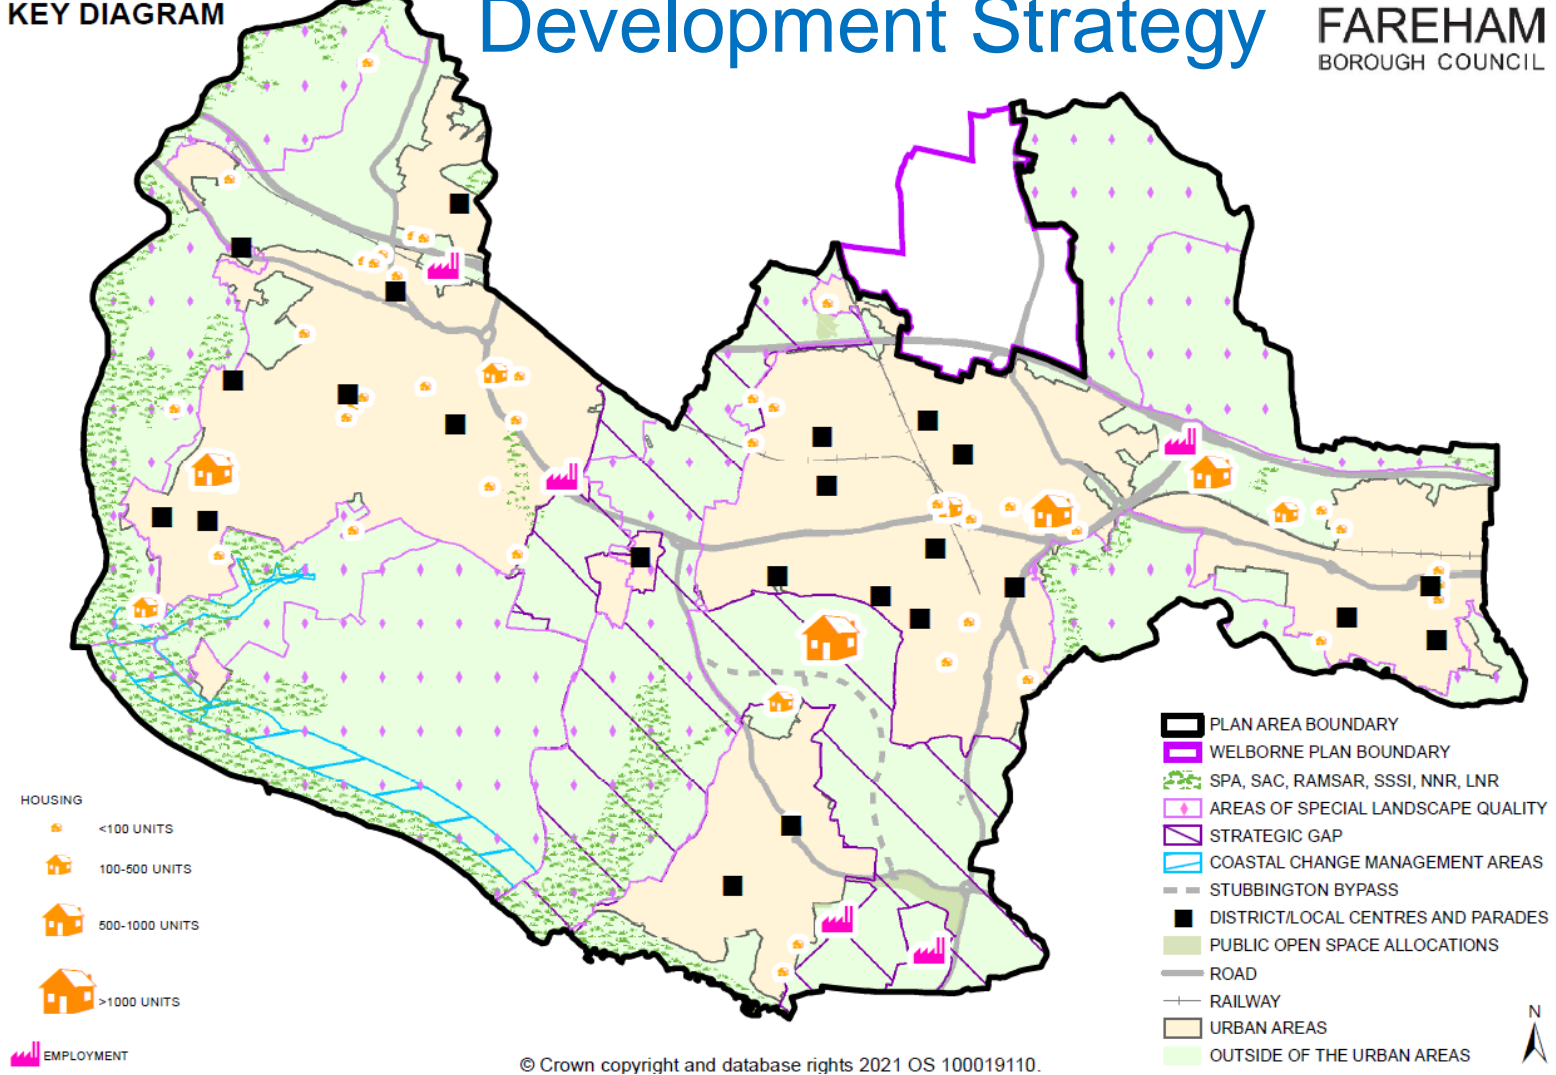 KEY DIAGRAM
Development Strategy
FAREHAM
BOROUGH COUNCIL
HOUSING
<100 UNITS
100-500 UNITS
500-1000 UNITS
>1000 UNITS
EMPLOYMENT
PLAN AREA BOUNDARY
WELBORNE PLAN BOUNDARY
SPA, SAC, RAMSAR, SSSI, NNR, LNR
AREAS OF SPECIAL LANDSCAPE QUALITY
STRATEGIC GAP
COASTAL CHANGE MANAGEMENT AREAS
STUBBINGTON BYPASS
DISTRICT/LOCAL CENTRES AND PARADES
PUBLIC OPEN SPACE ALLOCATIONS
ROAD
RAILWAY
URBAN AREAS
OUTSIDE OF THE URBAN AREAS
N
© Crown copyright and database rights 2021 OS 100019110.